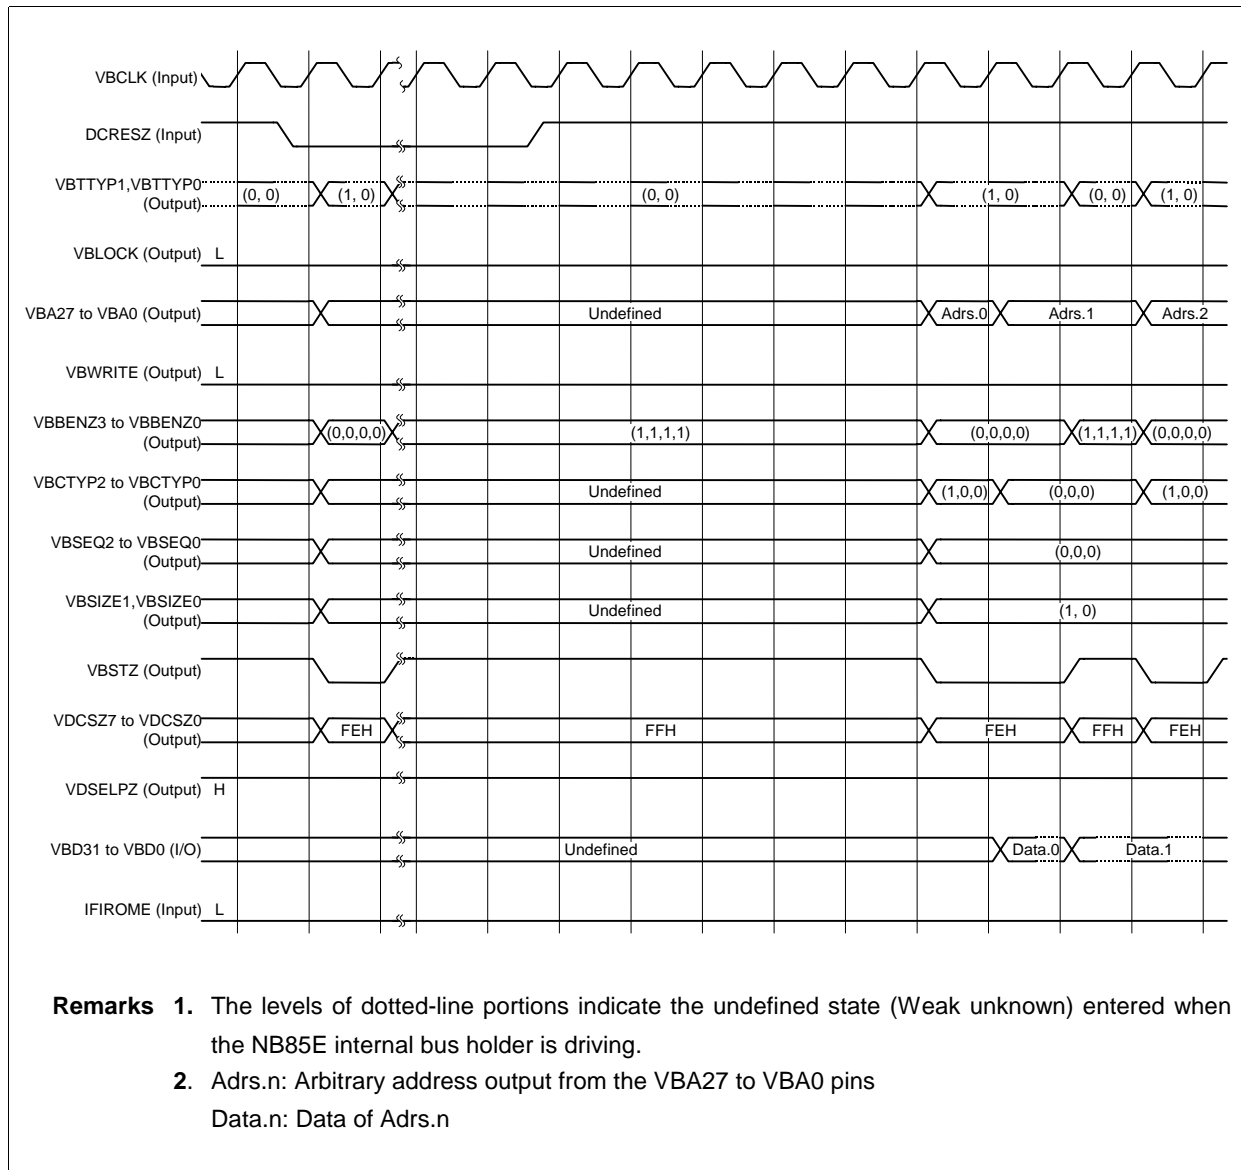 VBCLK (Input)
DCRESZ (Input)
VBTTYP1,VBTTYP0
(Output)
(0, 0) (1, 0) (0, 0) (1, 0) (0, 0) (1, 0)
VBLOCK (Output) L
VBA27 to VBA0 (Output) Undefined Adrs.0 Adrs.1 Adrs.2
VBWRITE (Output) L
VBBENZ3 to VBBENZ0
(Output)
(0,0,0,0) (1,1,1,1) (0,0,0,0) (1,1,1,1) (0,0,0,0)
VBCTYP2 to VBCTYP0
(Output)
Undefined (1,0,0) (0,0,0) (1,0,0)
VBSEQ2 to VBSEQ0
(Output)
Undefined (0,0,0)
VBSIZE1,VBSIZE0
(Output)
Undefined (1, 0)
VBSTZ (Output)
VDCSZ7 to VDCSZ0
(Output)
FEH FFH FEH FFH FEH
VDSELPZ (Output) H
VBD31 to VBD0 (I/O) Undefined Data.0 Data.1
IFIROME (Input) L
Remarks 1. The levels of dotted-line portions indicate the undefined state (Weak unknown) entered when
the NB85E internal bus holder is driving.
2. Adrs.n: Arbitrary address output from the VBA27 to VBA0 pins
Data.n: Data of Adrs.n